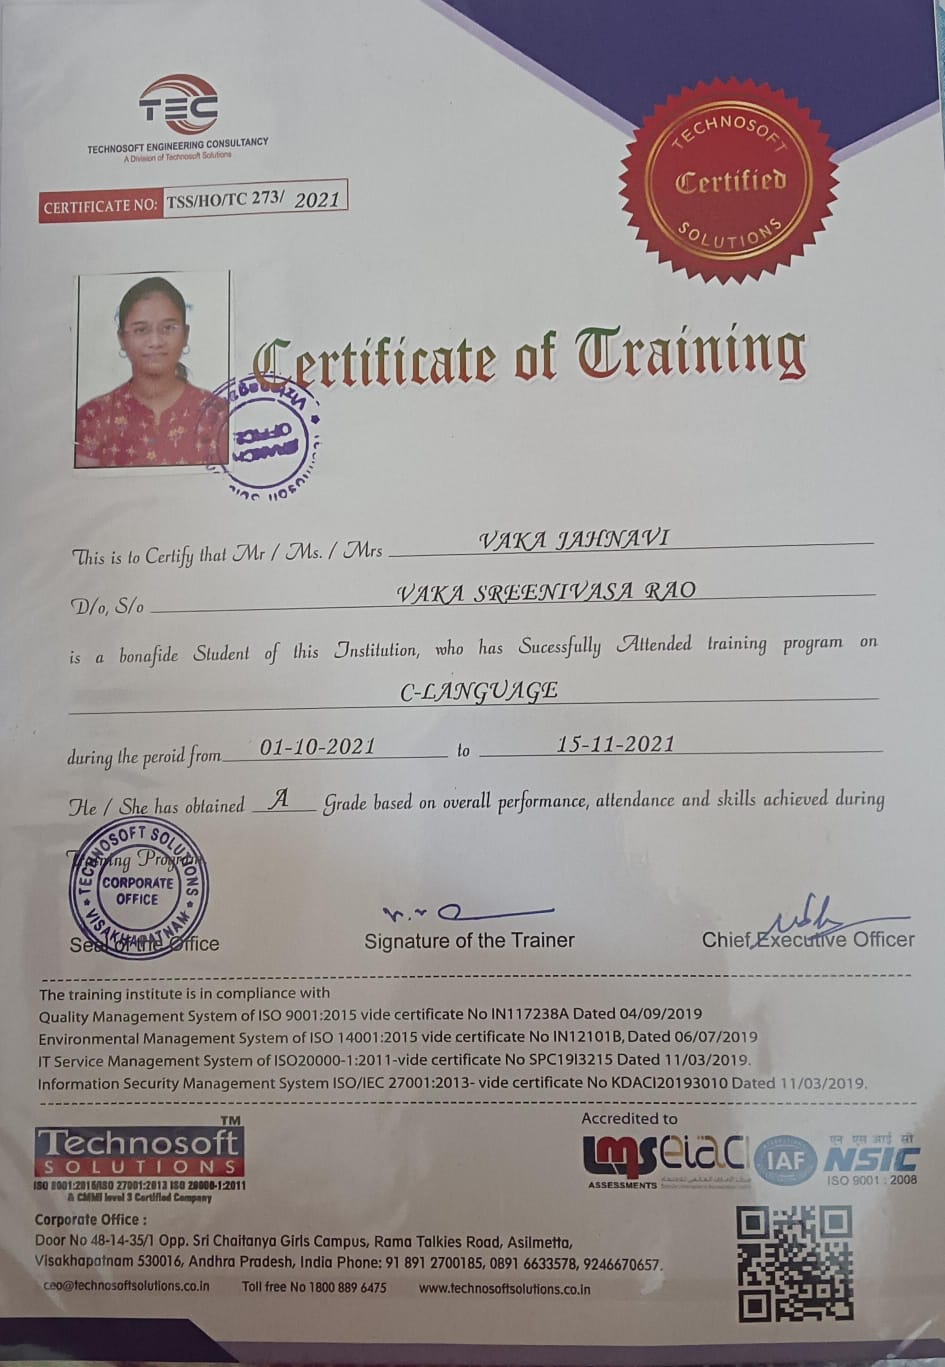 TEC
TECHNOSOFT ENGINEERING CONSULTANCY
A Division of Technosoft Solutions
CERTIFICATE NO: TSS/HO/TC 273/ 2021
TECHNOSOFT
Certified
SOLUTIONS
Certificate of Training
BRANCH
OFFICE
This is to Certify that Mr / Ms. / Mrs VAKA JAHNAVI
D/o, S/o VAKA SREENIVASA RAO
is a bonafide Student of this Institution, who has Sucessfully Attended training program on
C-LANGUAGE
during the peroid from 01-10-2021 to 15-11-2021
He / She has obtained A Grade based on overall performance, attendance and skills achieved during
Training Program
TECHNOSOFT SOLUTIONS
CORPORATE
OFFICE
VISAKHAPATNAM
Seal of the Office
Signature of the Trainer
Chief Executive Officer
The training institute is in compliance with
Quality Management System of ISO 9001:2015 vide certificate No IN117238A Dated 04/09/2019
Environmental Management System of ISO 14001:2015 vide certificate No IN12101B, Dated 06/07/2019
IT Service Management System of ISO20000-1:2011-vide certificate No SPC19I3215 Dated 11/03/2019.
Information Security Management System ISO/IEC 27001:2013- vide certificate No KDACI20193010 Dated 11/03/2019.
TM
Technosoft
SOLUTIONS
ISO 9001:2015/ISO 27001:2013 ISO 20000-1:2011
& CMMI level 3 Certified Company
Accredited to
lms
ASSESSMENTS
eiac
IAF
एन एस आई सी
NSIC
ISO 9001 : 2008
Corporate Office :
Door No 48-14-35/1 Opp. Sri Chaitanya Girls Campus, Rama Talkies Road, Asilmetta,
Visakhapatnam 530016, Andhra Pradesh, India Phone: 91 891 2700185, 0891 6633578, 9246670657.
ceo@technosoftsolutions.co.in Toll free No 1800 889 6475 www.technosoftsolutions.co.in